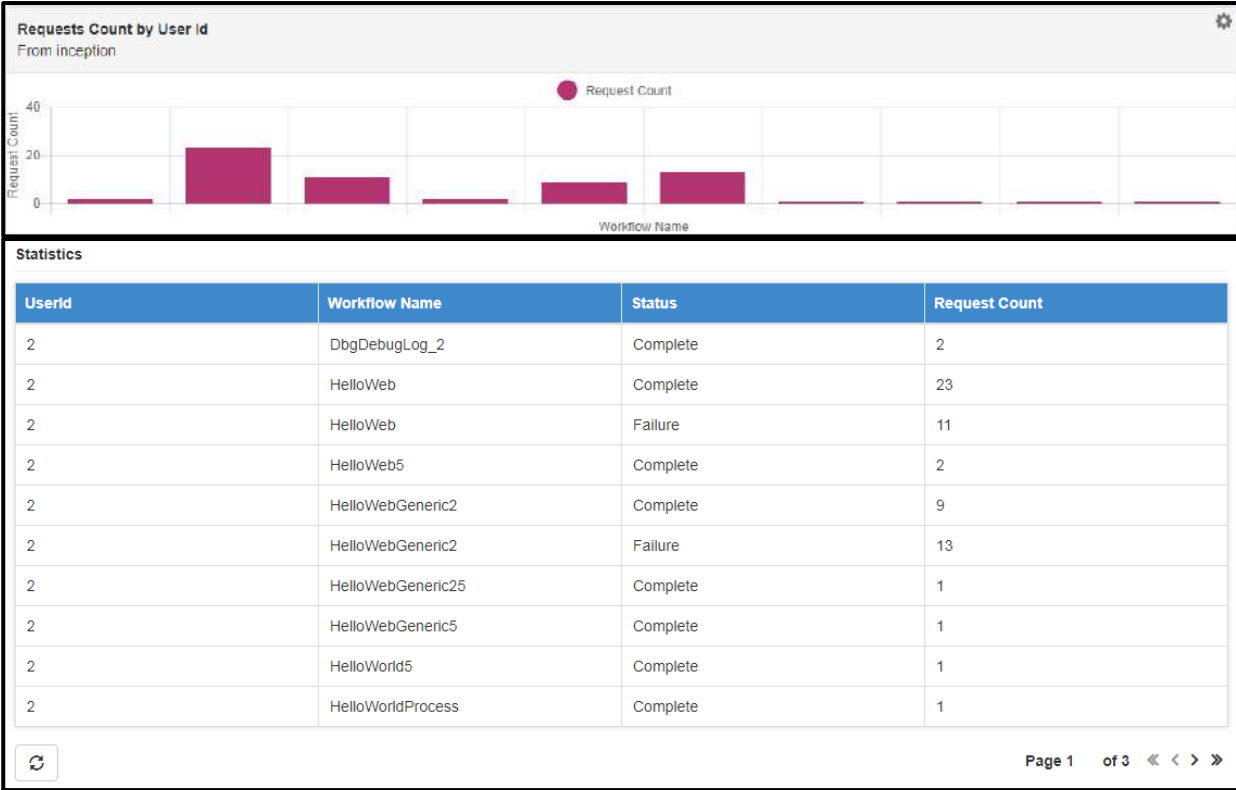 Requests Count by User Id
From inception
Request Count
40
20
0
Request Count
Workflow Name
Statistics
UserId Workflow Name Status Request Count
2 DbgDebugLog_2 Complete 2
2 HelloWeb Complete 23
2 HelloWeb Failure 11
2 HelloWeb5 Complete 2
2 HelloWebGeneric2 Complete 9
2 HelloWebGeneric2 Failure 13
2 HelloWebGeneric25 Complete 1
2 HelloWebGeneric5 Complete 1
2 HelloWorld5 Complete 1
2 HelloWorldProcess Complete 1
Page 1 of 3 « < > »